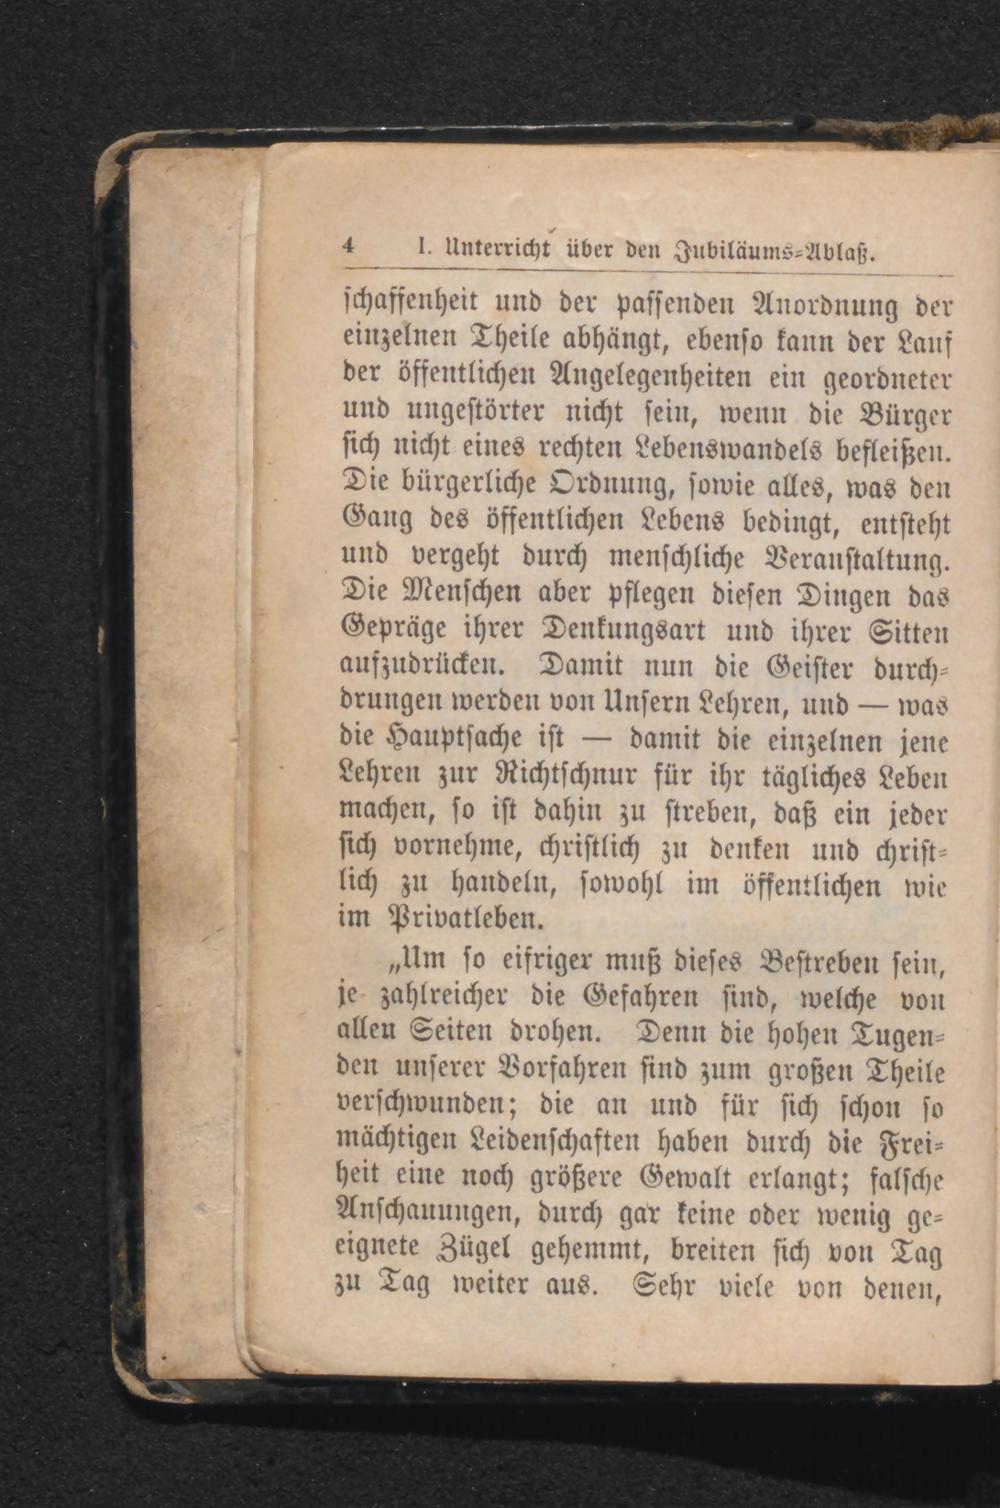 4 I. Unterricht über den Jubiläums-Ablaß.
schaffenheit und der passenden Anordnung der
einzelnen Theile abhängt, ebenso kann der Lauf
der öffentlichen Angelegenheiten ein geordneter
und ungestörter nicht sein, wenn die Bürger
sich nicht eines rechten Lebenswandels befleißen.
Die bürgerliche Ordnung, sowie alles, was den
Gang des öffentlichen Lebens bedingt, entsteht
und vergeht durch menschliche Veranstaltung.
Die Menschen aber pflegen diesen Dingen das
Gepräge ihrer Denkungsart und ihrer Sitten
aufzudrücken. Damit nun die Geister durch-
drungen werden von Unsern Lehren, und — was
die Hauptsache ist — damit die einzelnen jene
Lehren zur Richtschnur für ihr tägliches Leben
machen, so ist dahin zu streben, daß ein jeder
sich vornehme, christlich zu denken und christ-
lich zu handeln, sowohl im öffentlichen wie
im Privatleben.
„Um so eifriger muß dieses Bestreben sein,
je zahlreicher die Gefahren sind, welche von
allen Seiten drohen. Denn die hohen Tugen-
den unserer Vorfahren sind zum großen Theile
verschwunden; die an und für sich schon so
mächtigen Leidenschaften haben durch die Frei-
heit eine noch größere Gewalt erlangt; falsche
Anschauungen, durch gar keine oder wenig ge-
eignete Zügel gehemmt, breiten sich von Tag
zu Tag weiter aus. Sehr viele von denen,